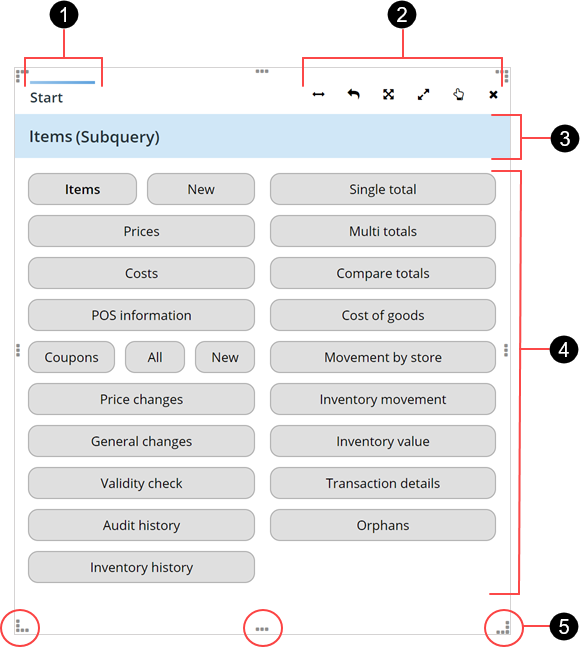 1
2
Start
Items (Subquery)
3
Items New Single total
Prices Multi totals
Costs Compare totals
POS information Cost of goods
Coupons All New Movement by store
4
Price changes Inventory movement
General changes Inventory value
Validity check Transaction details
Audit history Orphans
Inventory history
5